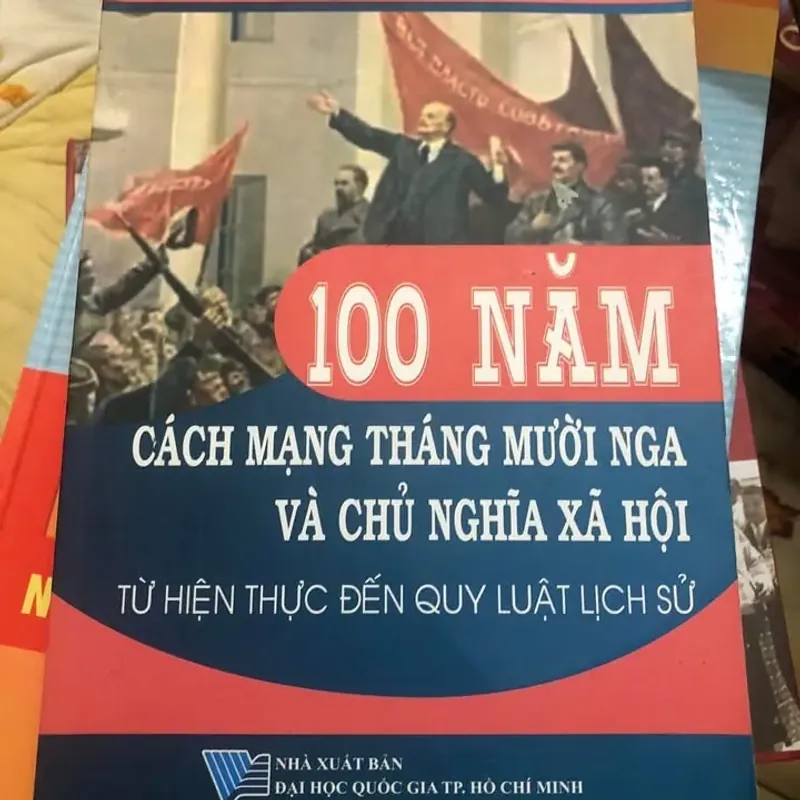 100 NĂM
CÁCH MẠNG THÁNG MƯỜI NGA
VÀ CHỦ NGHĨA XÃ HỘI
TỪ HIỆN THỰC ĐẾN QUY LUẬT LỊCH SỬ
NHÀ XUẤT BẢN
ĐẠI HỌC QUỐC GIA TP. HỒ CHÍ MINH